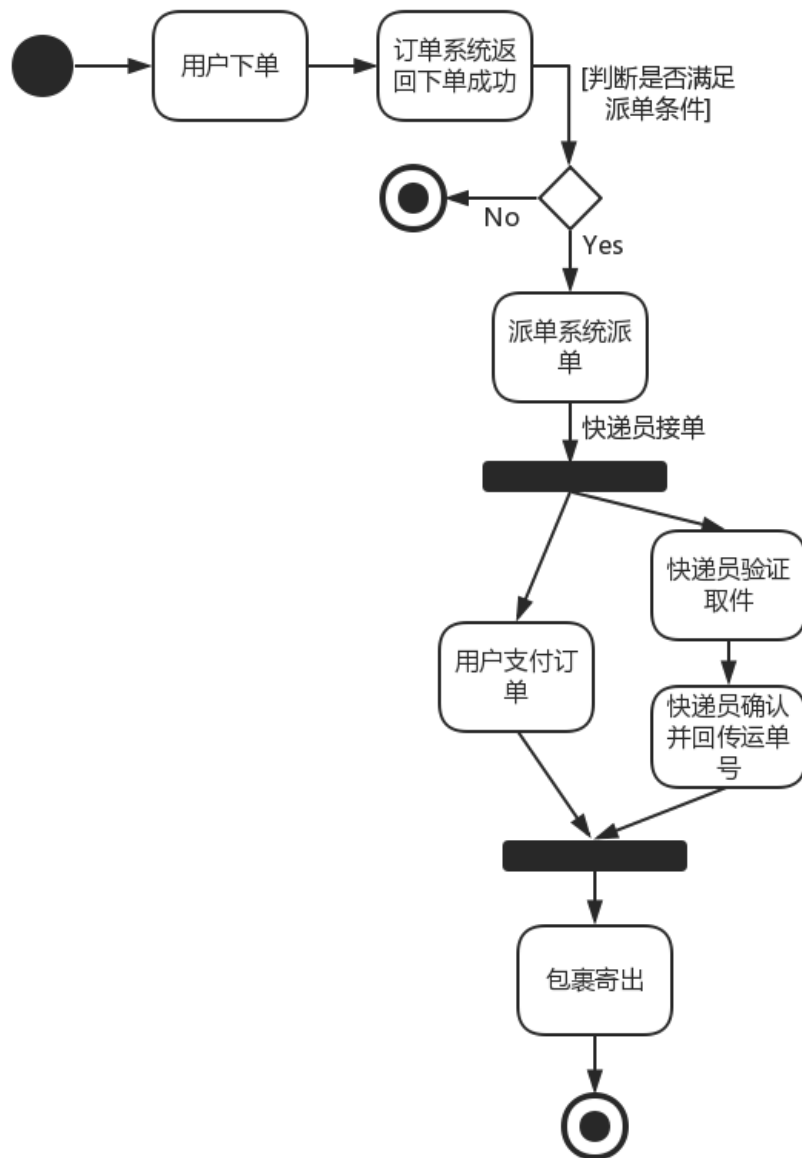 用户下单
订单系统返
回下单成功
[判断是否满足
派单条件]
No
Yes
派单系统派
单
快递员接单
快递员验证
取件
用户支付订
单
快递员确认
并回传运单
号
包裹寄出